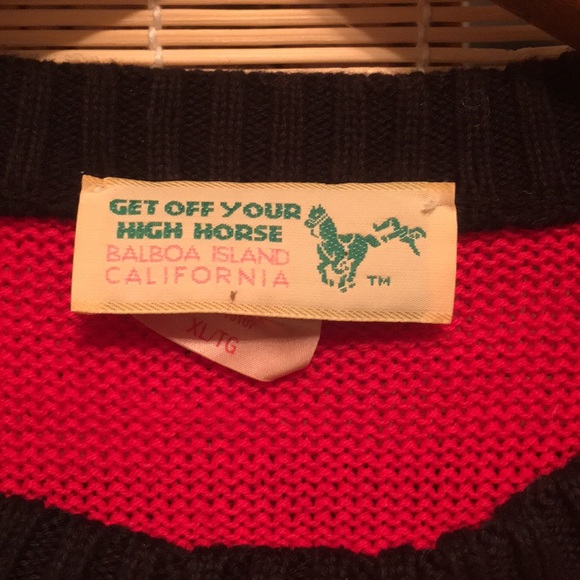 GET OFF YOUR
HIGH HORSE
BALBOA ISLAND
CALIFORNIA
TM
XL/TG